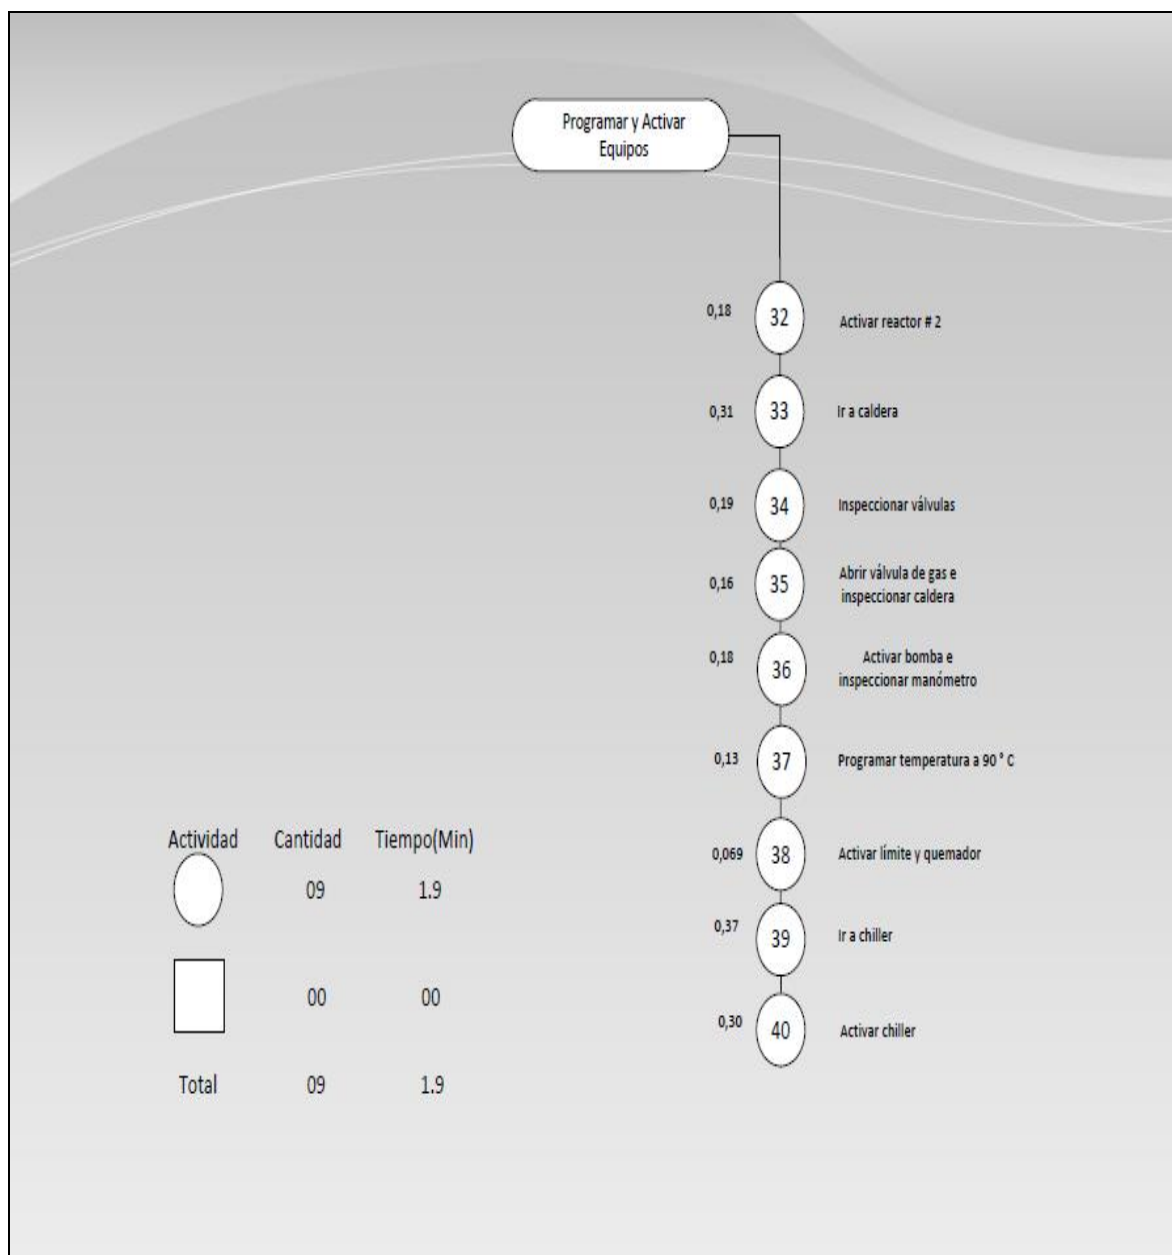 Programar y Activar
Equipos
0,18 32 Activar reactor # 2
0,31 33 Ir a caldera
0,19 34 Inspeccionar válvulas
0,16 35 Abrir válvula de gas e
inspeccionar caldera
0,18 36 Activar bomba e
inspeccionar manómetro
0,13 37 Programar temperatura a 90 ° C
0,069 38 Activar límite y quemador
0,37 39 Ir a chiller
0,30 40 Activar chiller
Actividad Cantidad Tiempo(Min)
09 1.9
00 00
Total 09 1.9